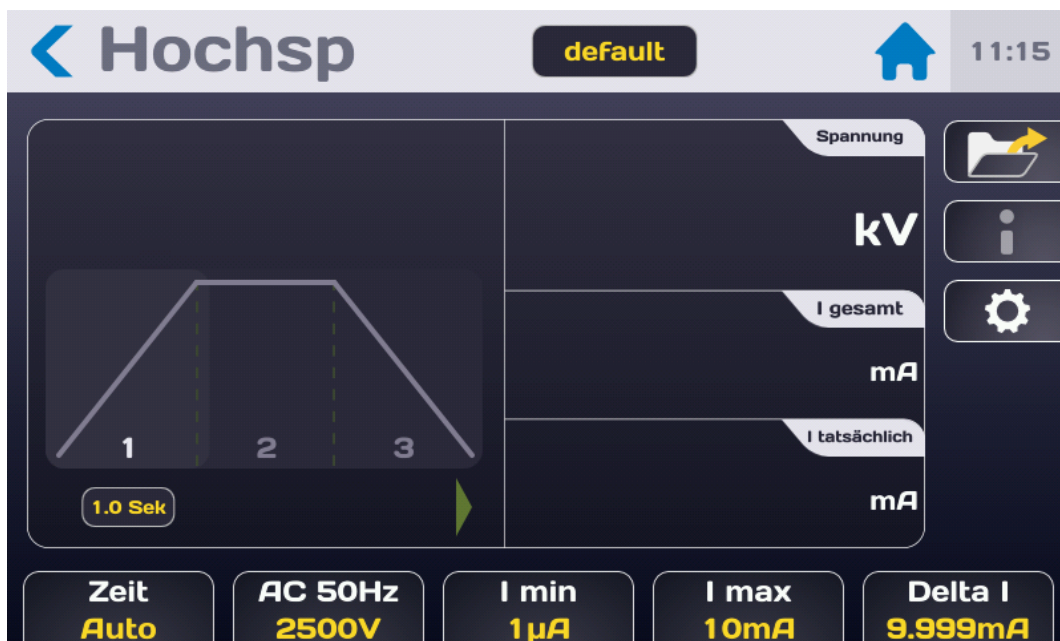 Hochsp
default
11:15
Spannung
kV
I gesamt
mA
I tatsächlich
mA
1
2
3
1.0 Sek
Zeit
Auto
AC 50Hz
2500V
I min
1µA
I max
10mA
Delta I
9.999mA